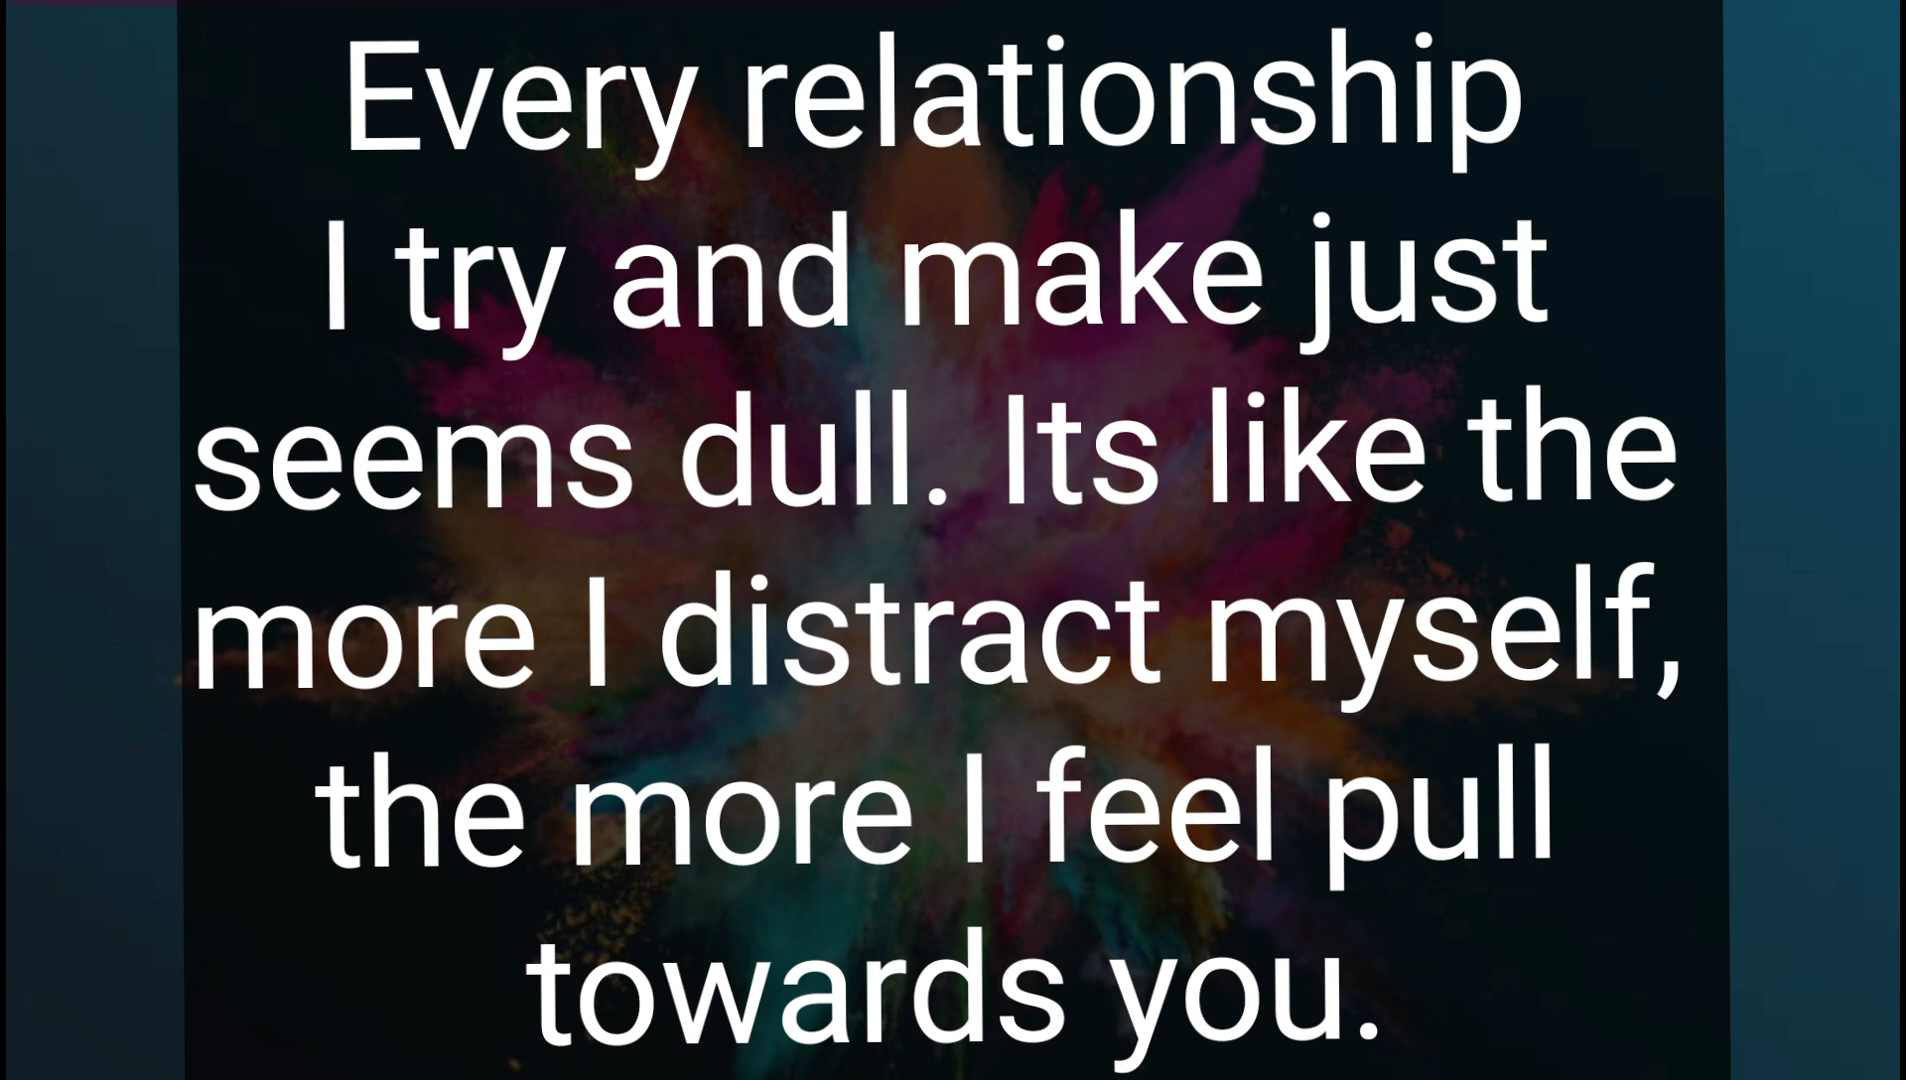 Every relationship
I try and make just
seems dull. Its like the
more I distract myself,
the more I feel pull
towards you.